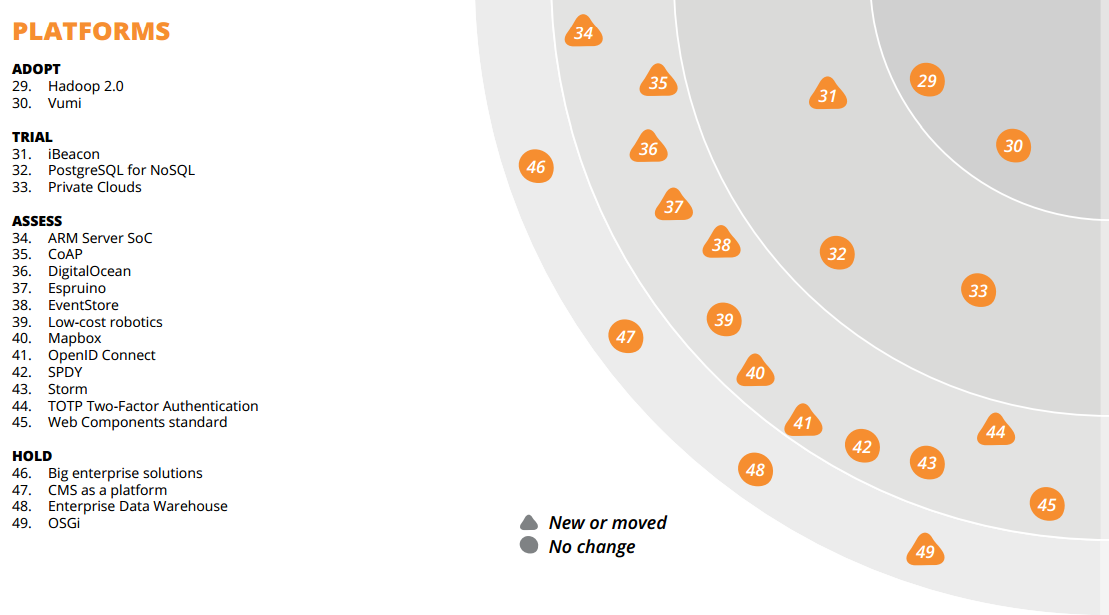 PLATFORMS
ADOPT
29. Hadoop 2.0
30. Vumi
TRIAL
31. iBeacon
32. PostgreSQL for NoSQL
33. Private Clouds
ASSESS
34. ARM Server SoC
35. CoAP
36. DigitalOcean
37. Espruino
38. EventStore
39. Low-cost robotics
40. Mapbox
41. OpenID Connect
42. SPDY
43. Storm
44. TOTP Two-Factor Authentication
45. Web Components standard
HOLD
46. Big enterprise solutions
47. CMS as a platform
48. Enterprise Data Warehouse
49. OSGi
34
35
29
31
30
36
46
37
38
32
33
39
47
40
41
44
42
43
48
45
49
New or moved
No change